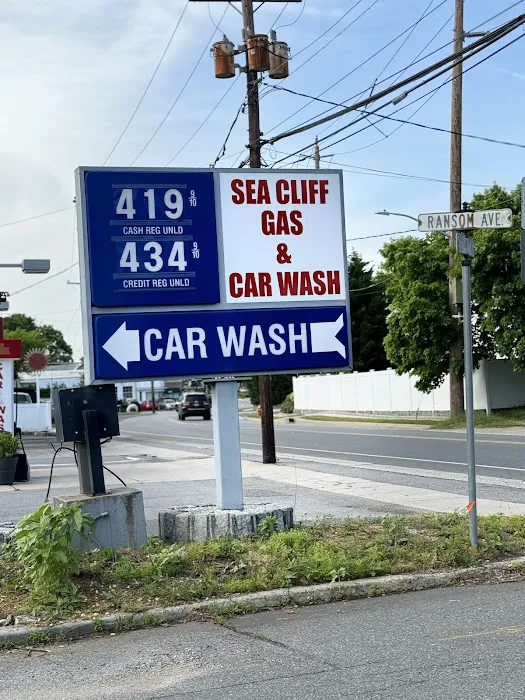 419 9/10
CASH REG UNLD
434 9/10
CREDIT REG UNLD
SEA CLIFF
GAS
&
CAR WASH
CAR WASH
RANSOM AVE